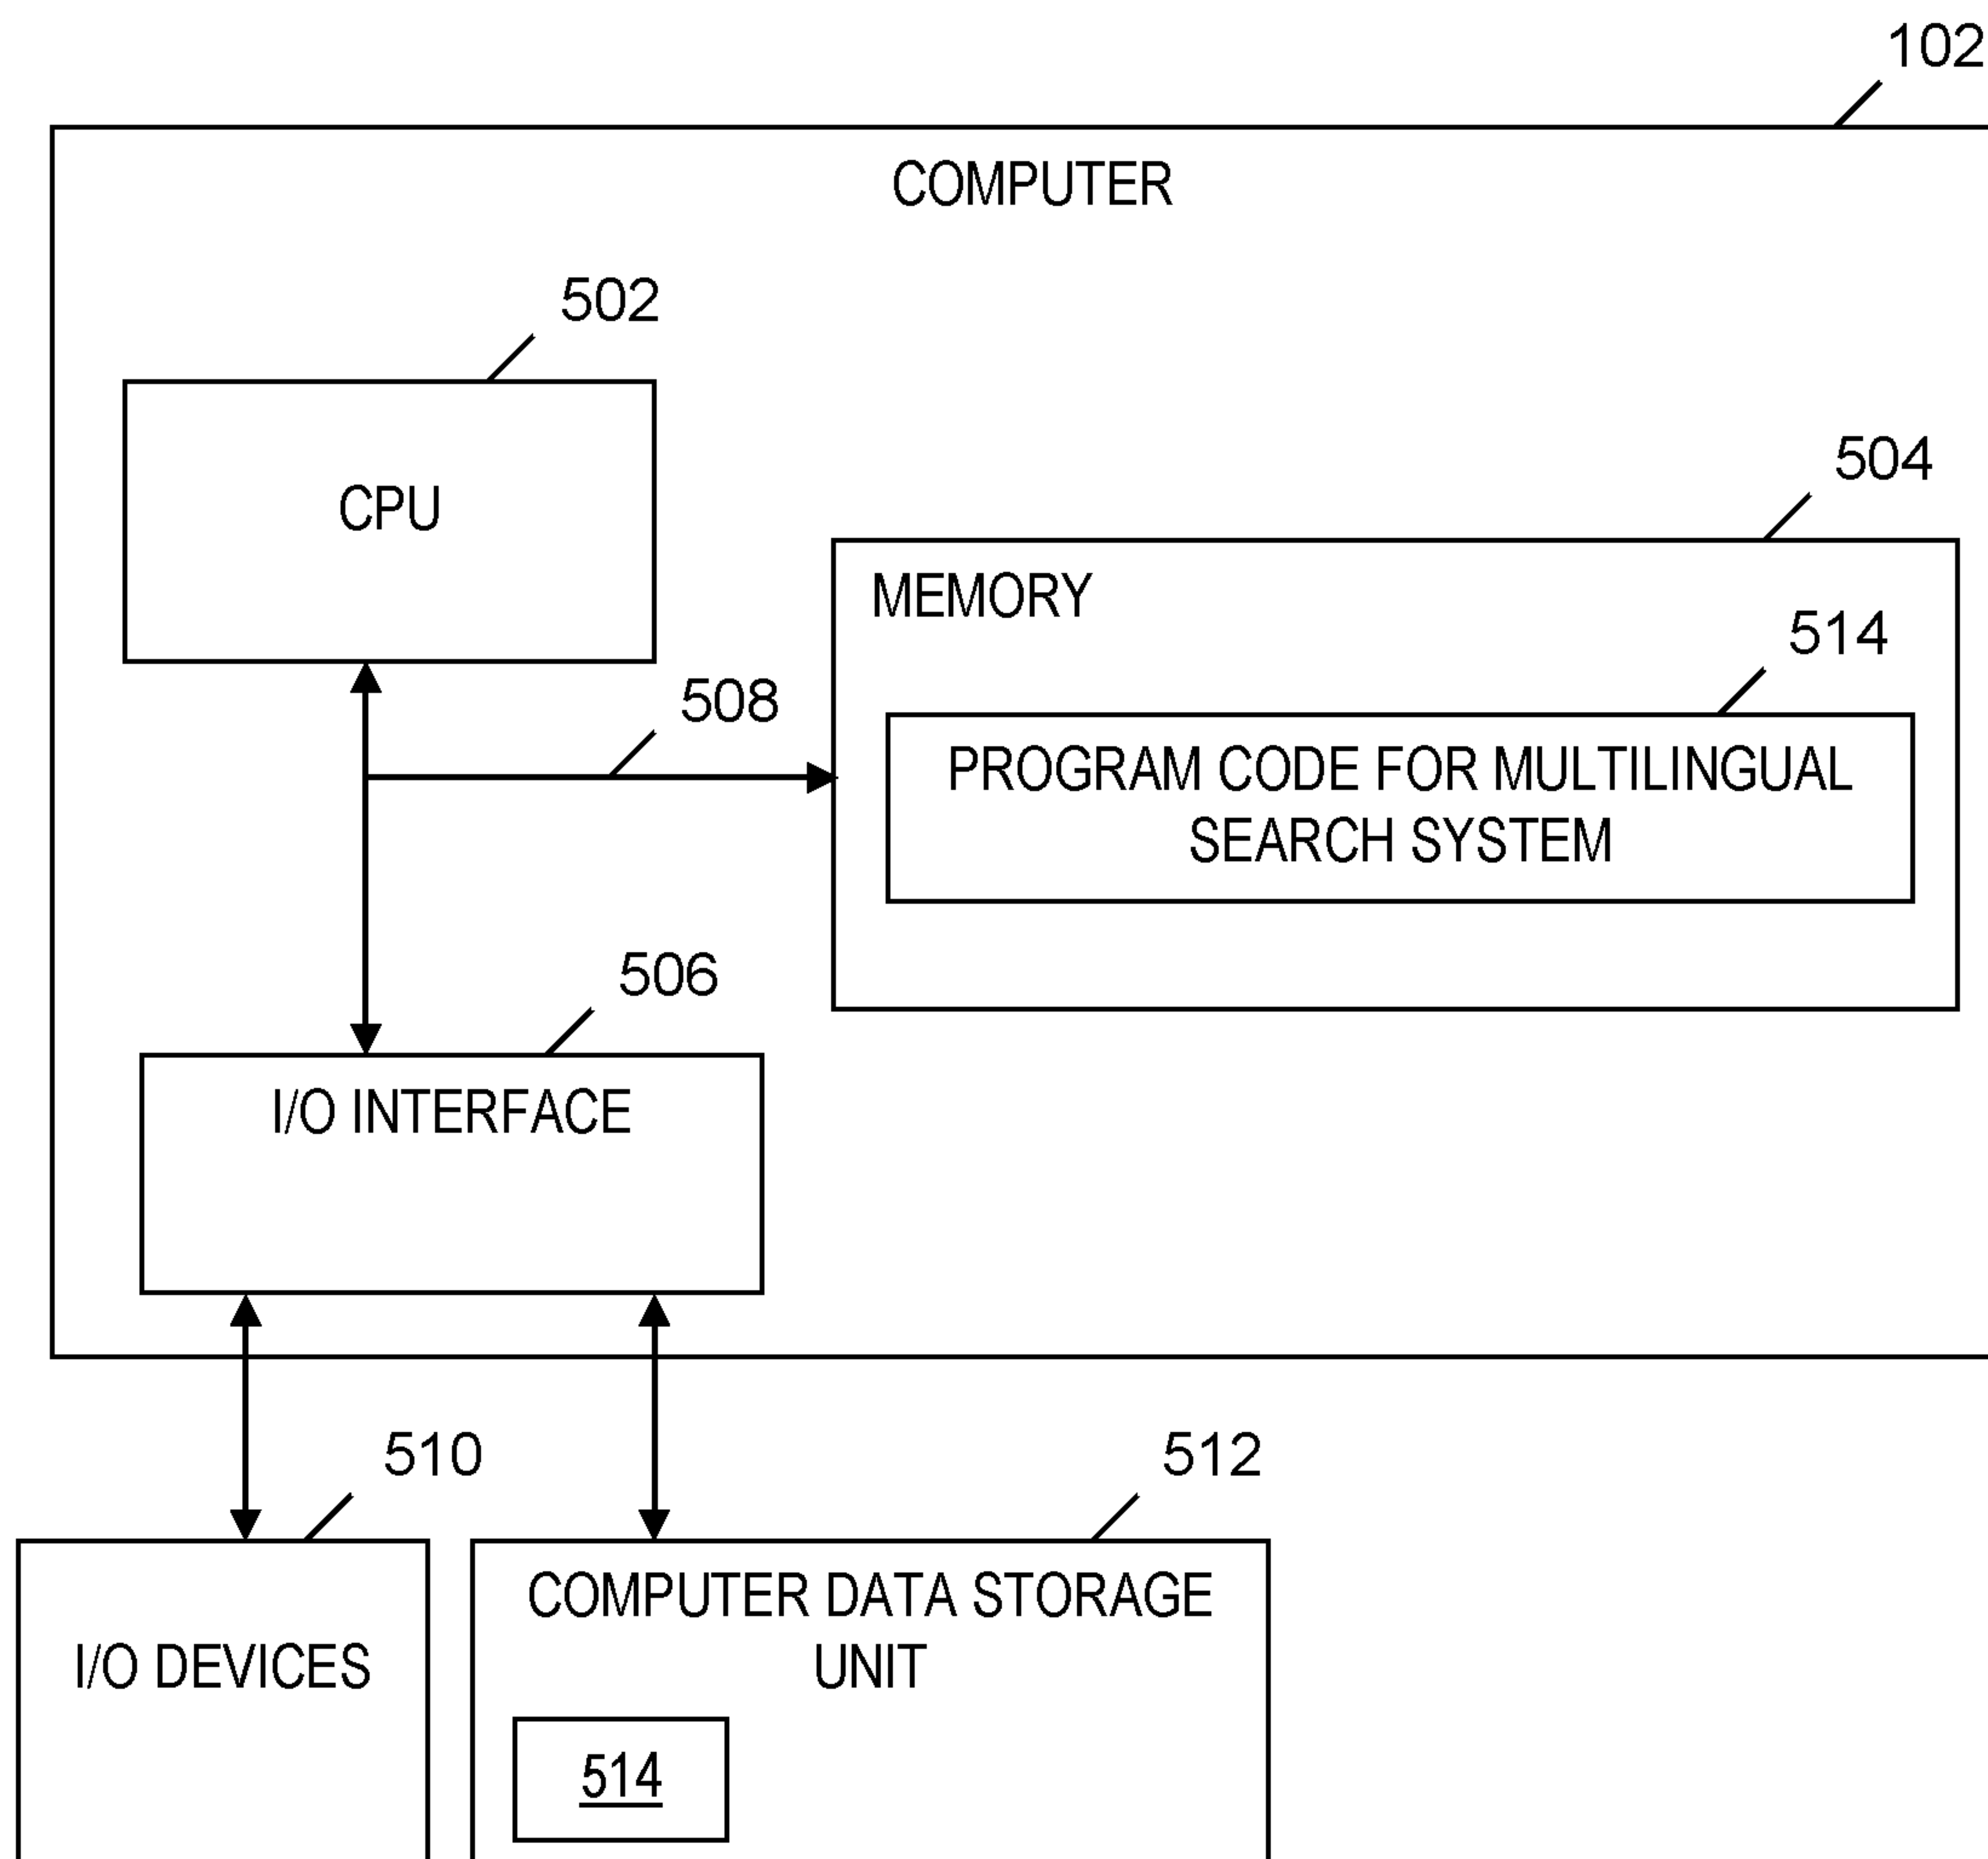 102
COMPUTER
502
CPU
504
MEMORY
514
508
PROGRAM CODE FOR MULTILINGUAL
SEARCH SYSTEM
506
I/O INTERFACE
510
512
COMPUTER DATA STORAGE
UNIT
I/O DEVICES
514